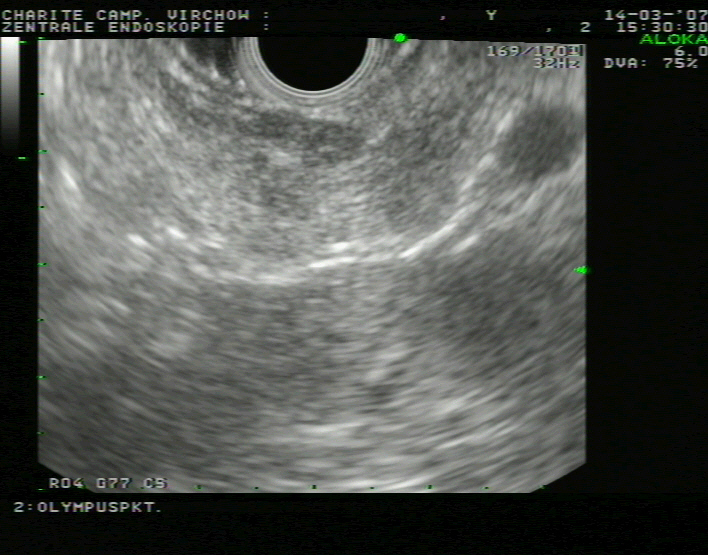 CHARITE CAMP. VIRCHOW : , Y 14-03-'07
ZENTRALE ENDOSKOPIE : , 2 15:30:30
ALOKA
169/170 6.0
32Hz DVA: 75%
R04 G77 C5
2:OLYMPUSPKT.